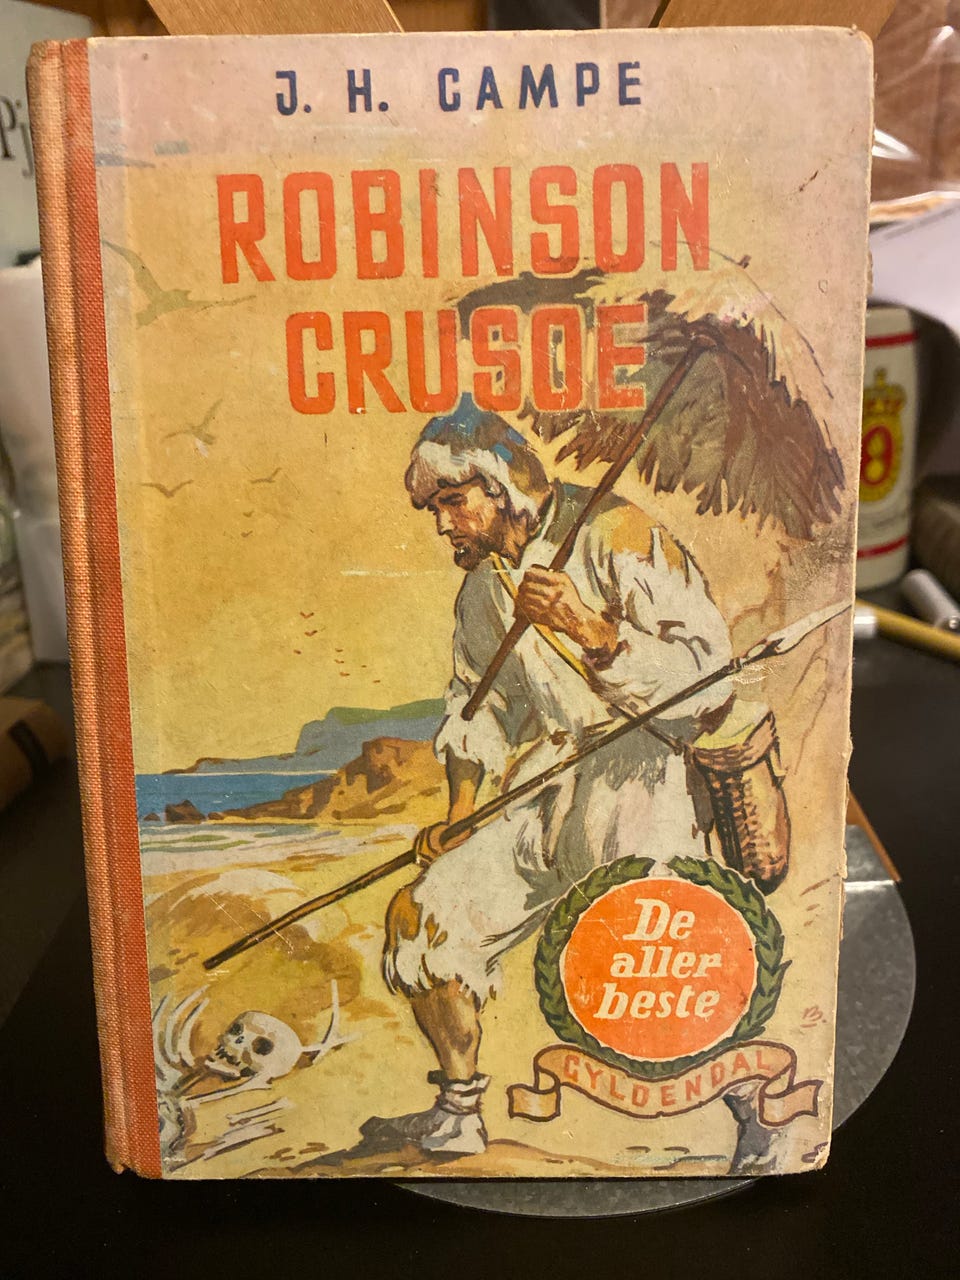 J. H. CAMPE
ROBINSON
CRUSOE
De
aller
beste
GYLDENDAL